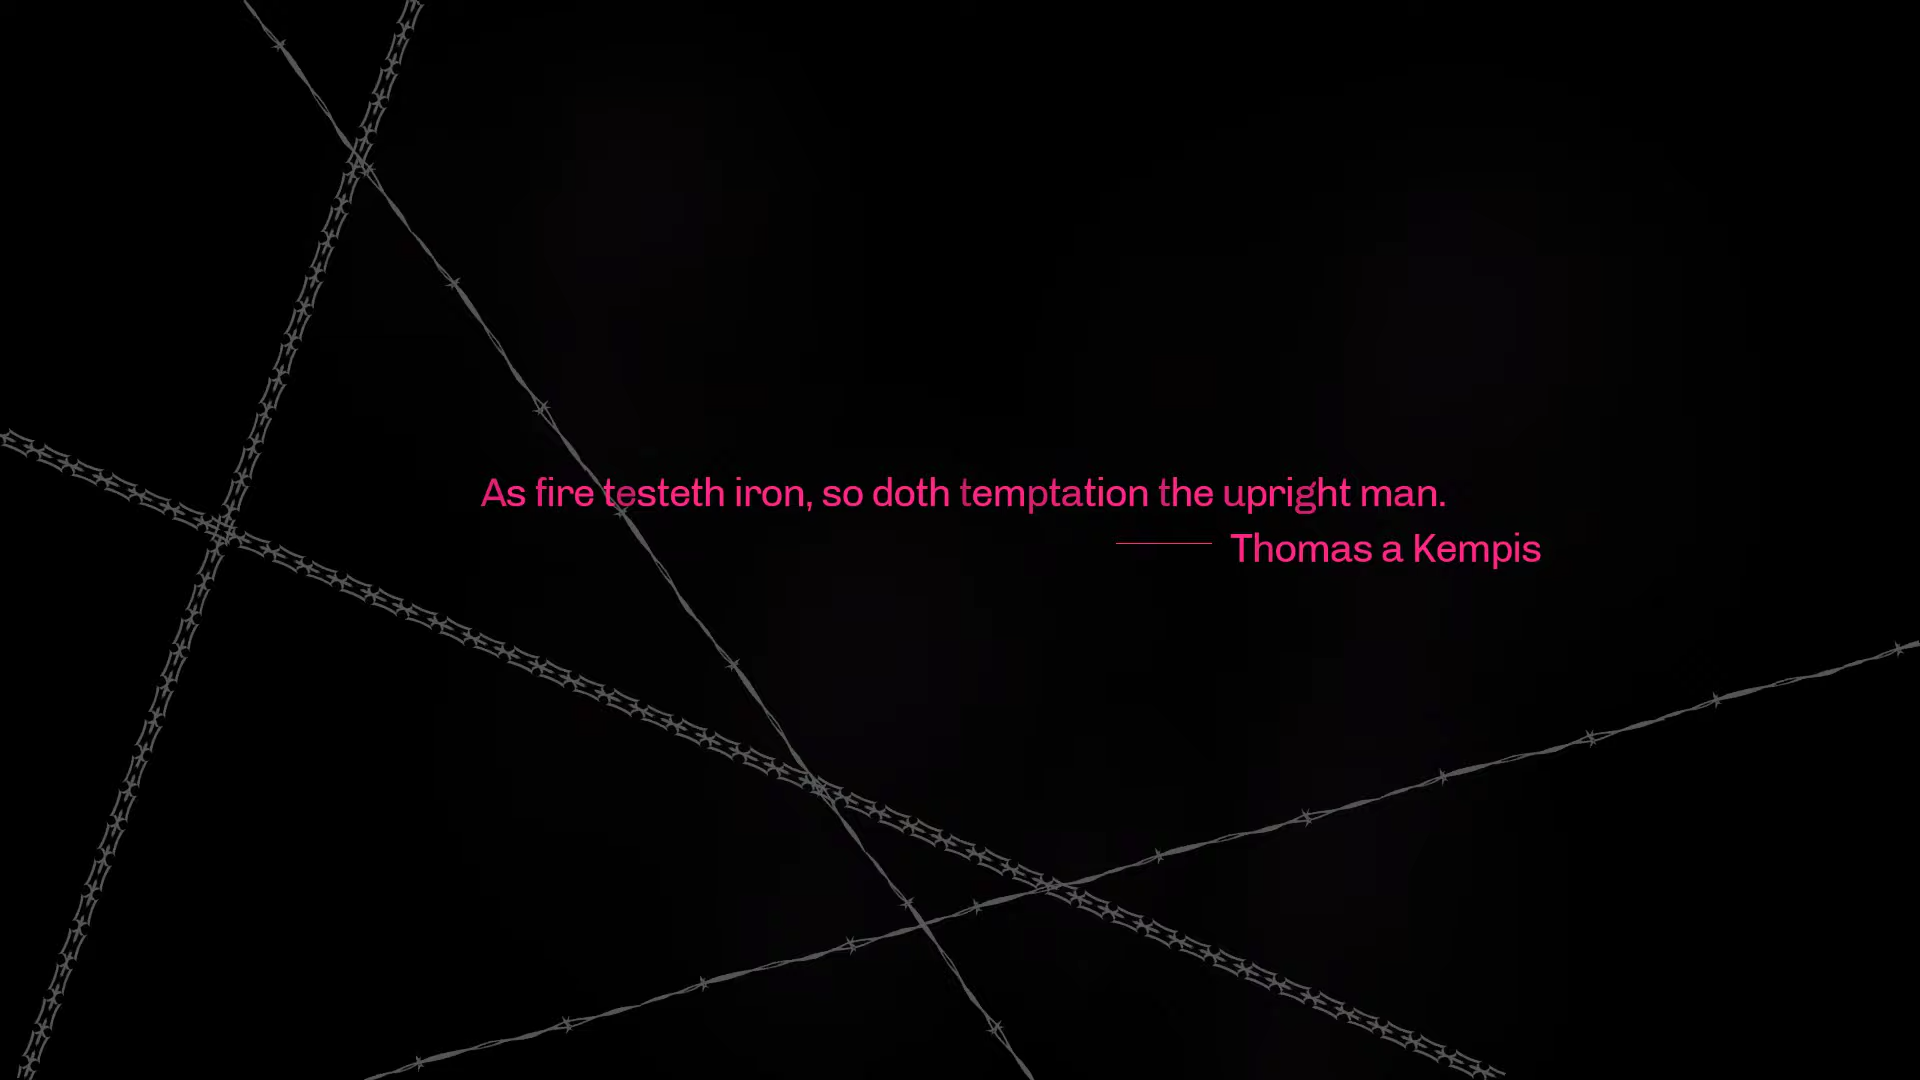 As fire testeth iron, so doth temptation the upright man.
Thomas a Kempis